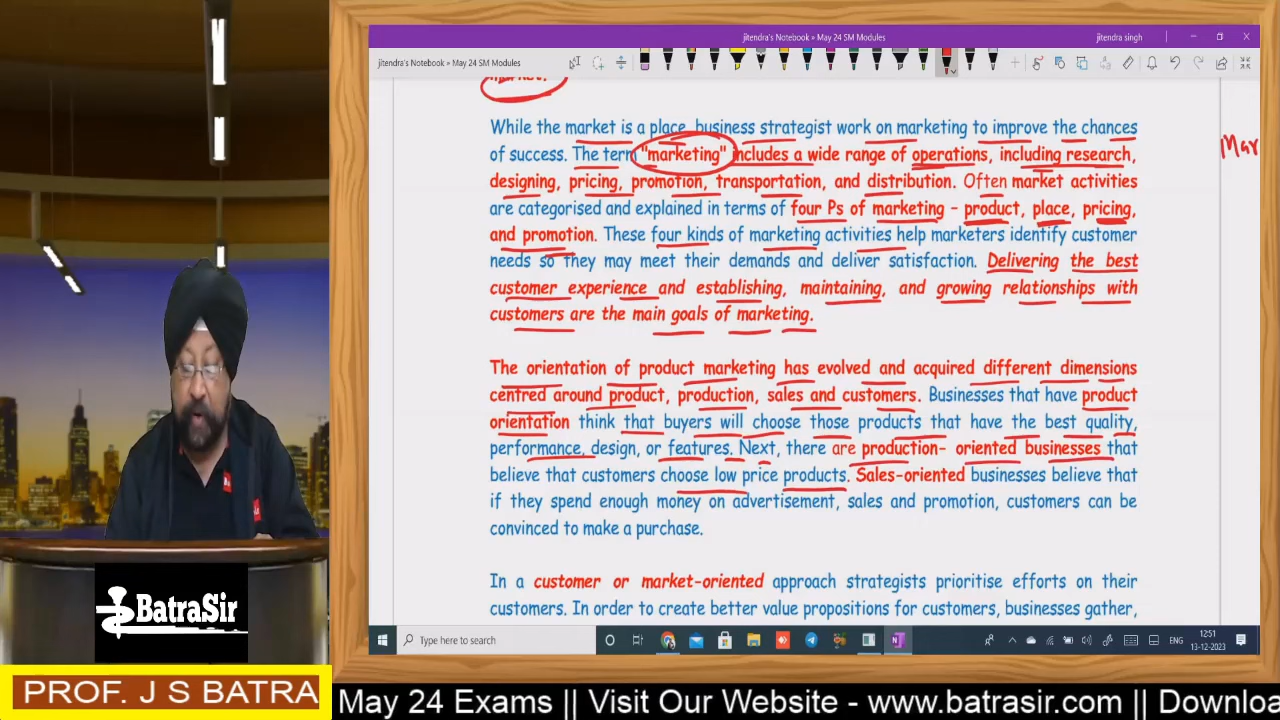 jitendra's Notebook » May 24 SM Modules
jitendra singh
jitendra's Notebook » May 24 SM Modules
market.
While the market is a place, business strategist work on marketing to improve the chances
of success. The term "marketing" includes a wide range of operations, including research,
designing, pricing, promotion, transportation, and distribution. Often market activities
are categorised and explained in terms of four Ps of marketing – product, place, pricing,
and promotion. These four kinds of marketing activities help marketers identify customer
needs so they may meet their demands and deliver satisfaction. Delivering the best
customer experience and establishing, maintaining, and growing relationships with
customers are the main goals of marketing.
Mar
The orientation of product marketing has evolved and acquired different dimensions
centred around product, production, sales and customers. Businesses that have product
orientation think that buyers will choose those products that have the best quality,
performance, design, or features. Next, there are production- oriented businesses that
believe that customers choose low price products. Sales-oriented businesses believe that
if they spend enough money on advertisement, sales and promotion, customers can be
convinced to make a purchase.
In a customer or market-oriented approach strategists prioritise efforts on their
customers. In order to create better value propositions for customers, businesses gather,
Type here to search
ENG
12:51
13-12-2023
BatraSir
PROF. J S BATRA
May 24 Exams || Visit Our Website - www.batrasir.com || Downloa